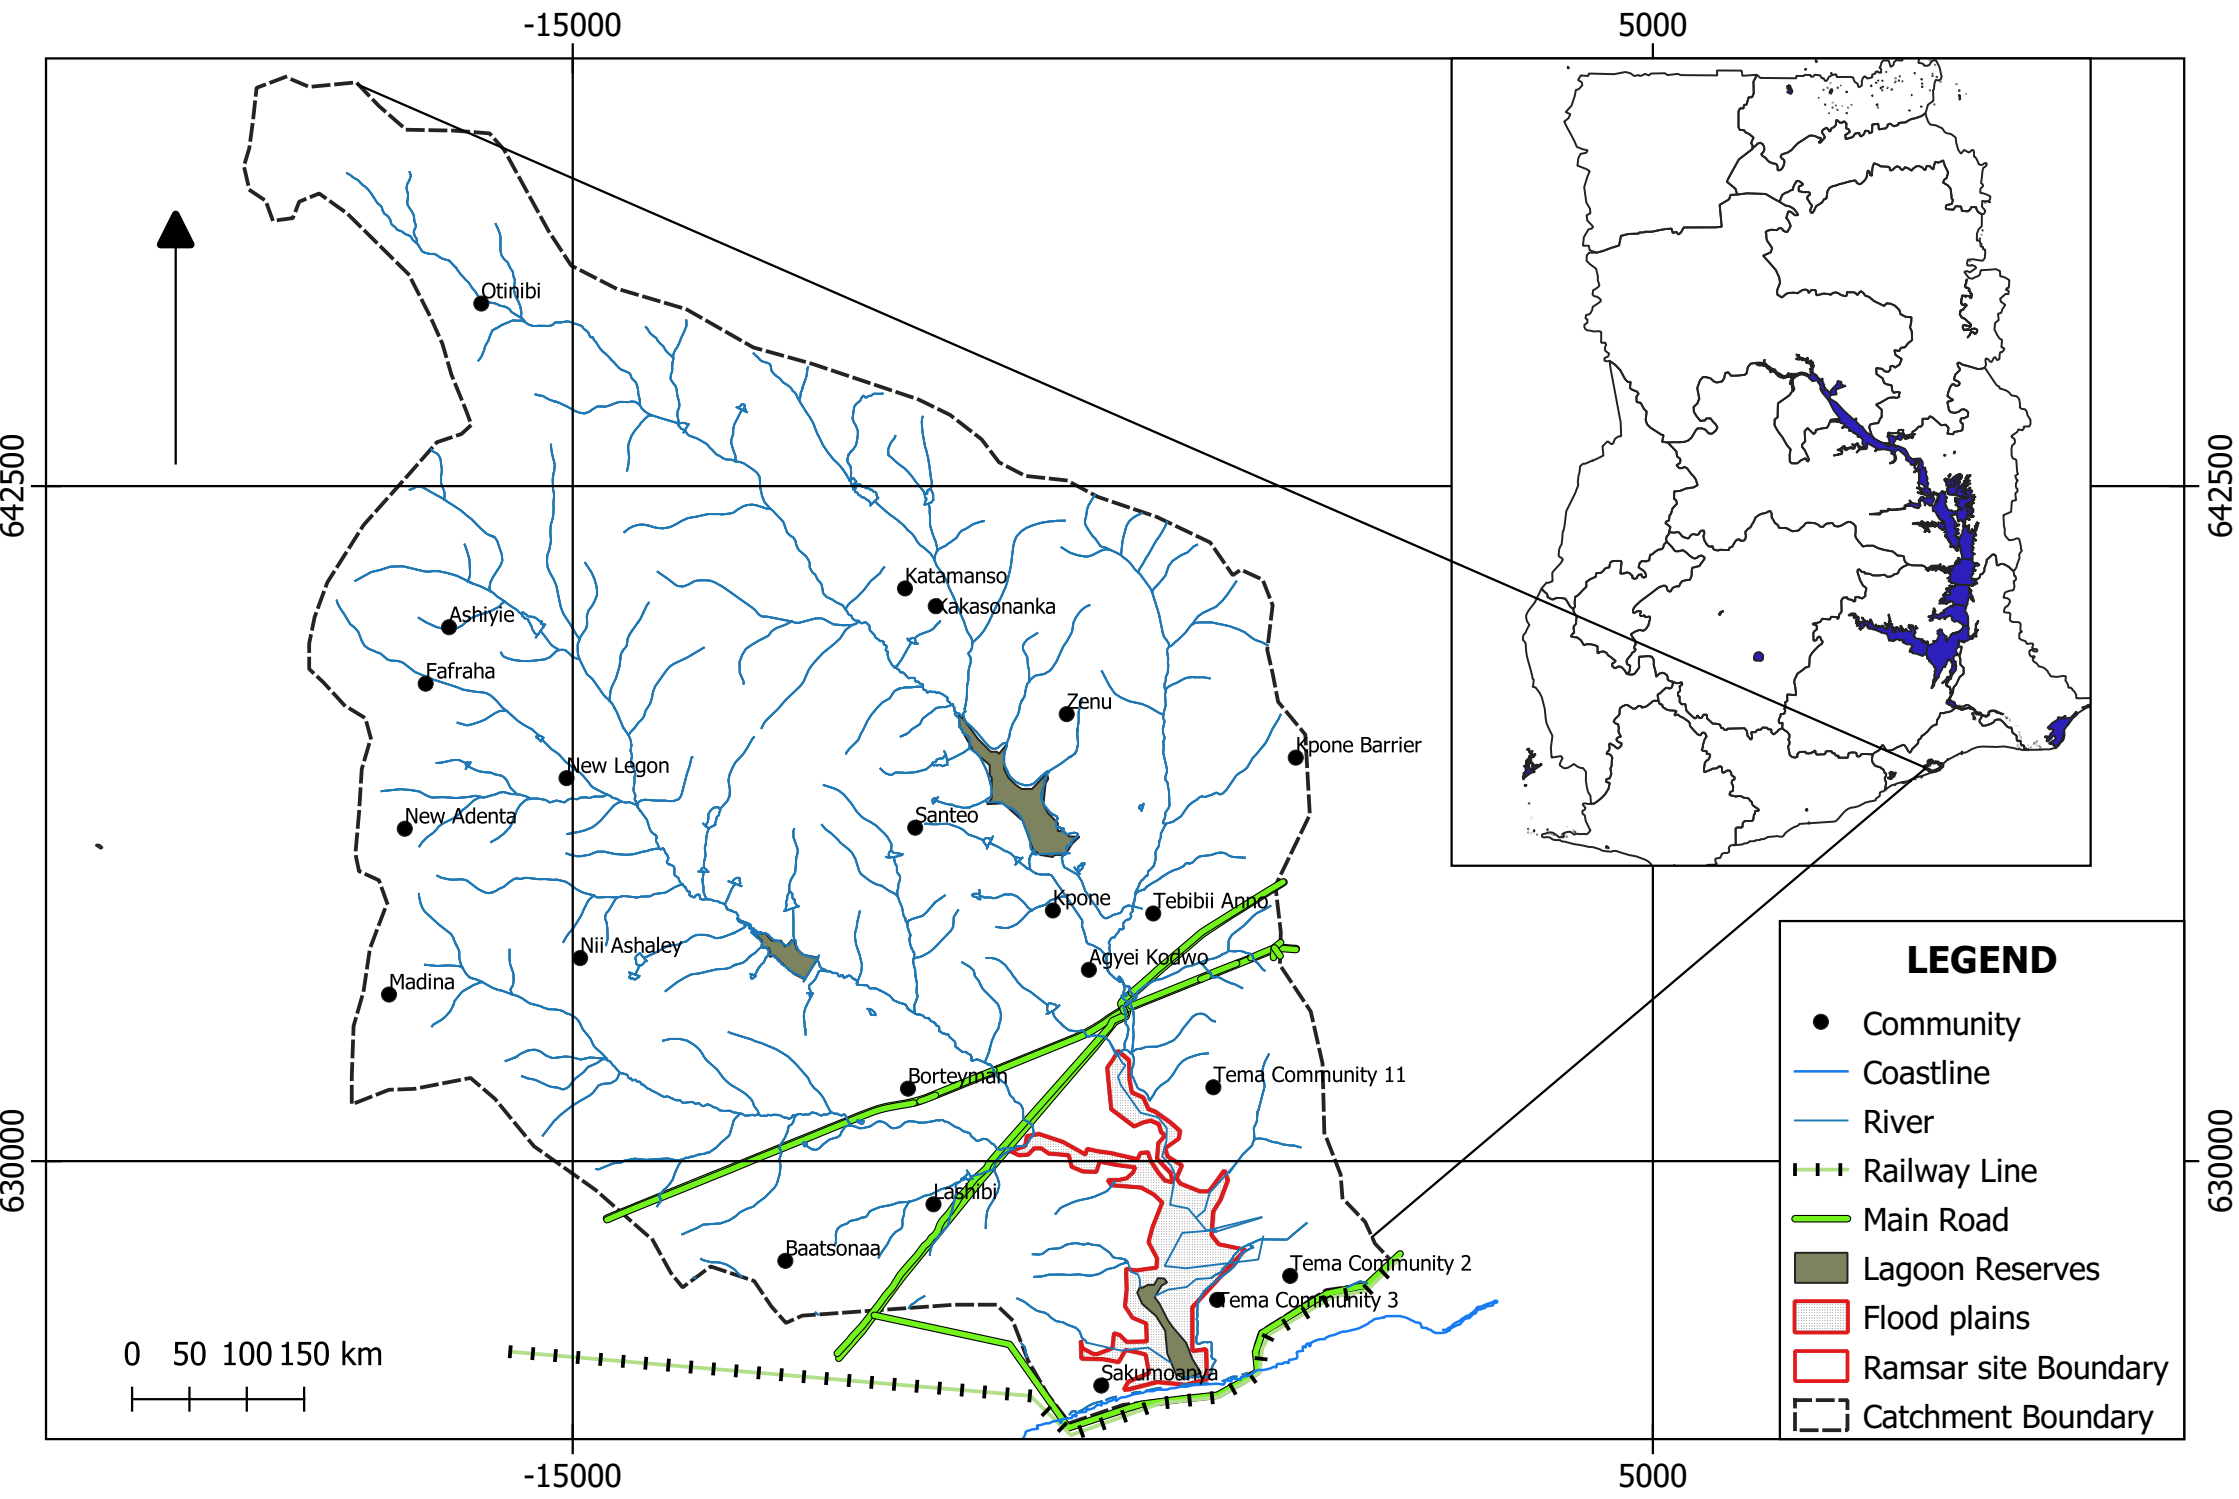 -15000
5000
642500
642500
Otinibi
Katamanso
Kakasonanka
Ashiyie
Fafraha
Zenu
Kpone Barrier
New Legon
New Adenta
Santeo
Kpone
Tebibii Anno
Nii Ashaley
Agyei Kodwo
Madina
Borteyman
Tema Community 11
630000
630000
Lashibi
Baatsonaa
Tema Community 2
Tema Community 3
Sakumoanya
0 50 100 150 km
LEGEND
Community
Coastline
River
Railway Line
Main Road
Lagoon Reserves
Flood plains
Ramsar site Boundary
Catchment Boundary
-15000
5000